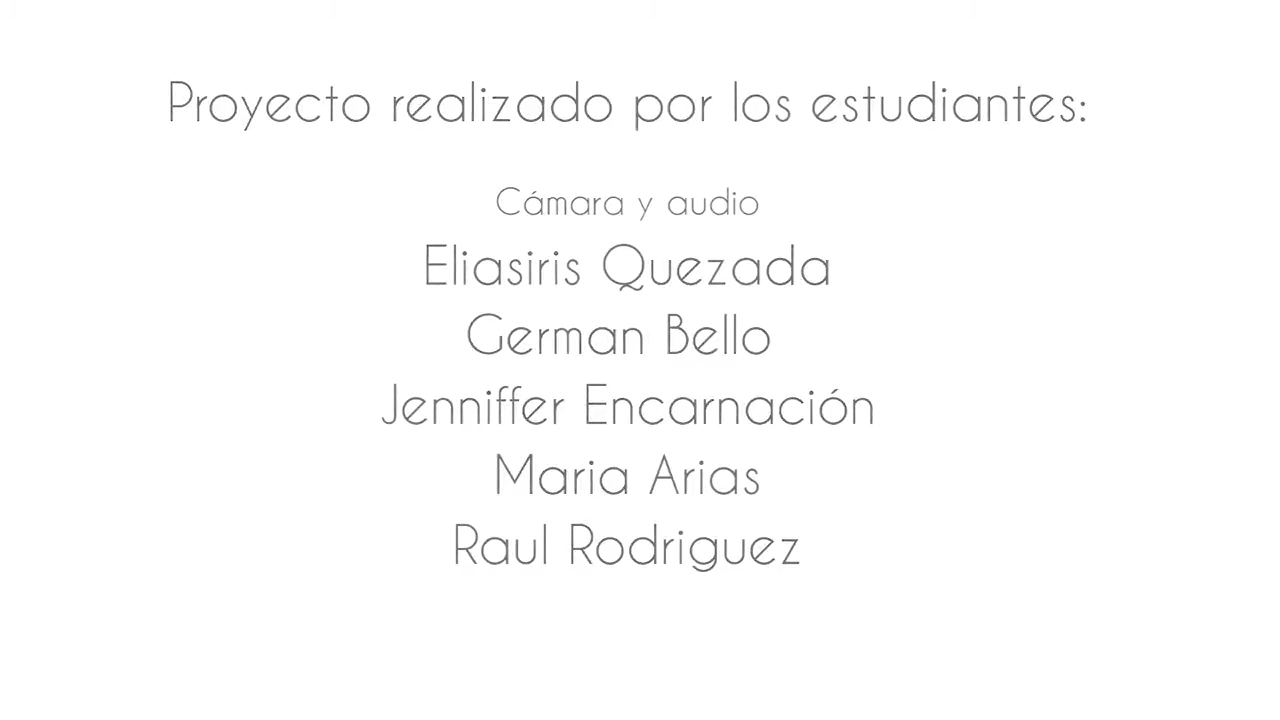 Proyecto realizado por los estudiantes:
Cámara y audio
Eliasiris Quezada
German Bello
Jenniffer Encarnación
Maria Arias
Raul Rodriguez